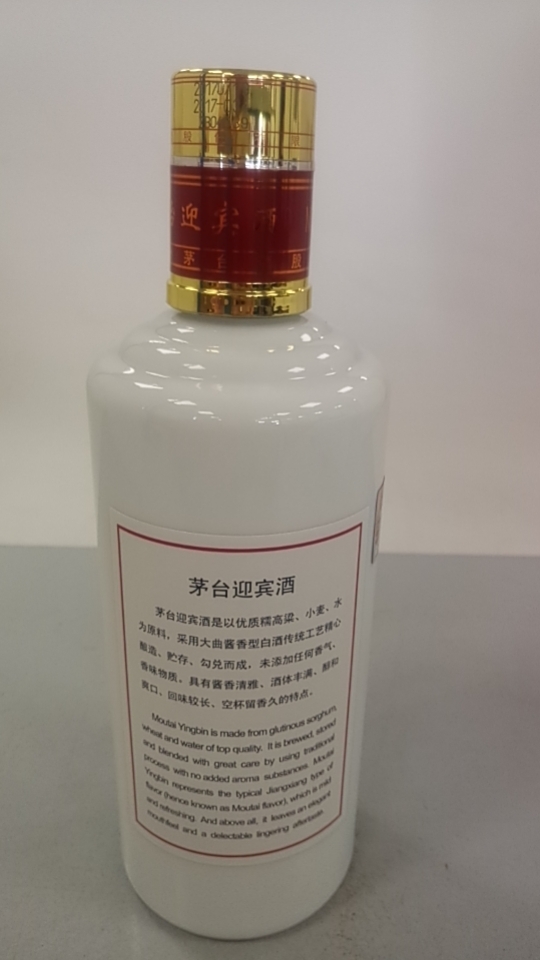 迎宾酒
茅台
股
茅台迎宾酒
茅台迎宾酒是以优质糯高粱、小麦、水
为原料，采用大曲酱香型白酒传统工艺精心
酿造、贮存、勾兑而成，未添加任何香气、
香味物质。具有酱香清雅、酒体丰满、醇和
爽口、回味较长、空杯留香久的特点。
Moutai Yingbin is made from glutinous sorghum,
wheat and water of top quality. It is brewed, stored
and blended with great care by using traditional
process with no added aroma substances. Moutai
Yingbin represents the typical Jiangxiang type of
flavor (hence known as Moutai flavor), which is mild
and refreshing. And above all, it leaves an elegant
mouthfeel and a delectable lingering aftertaste.